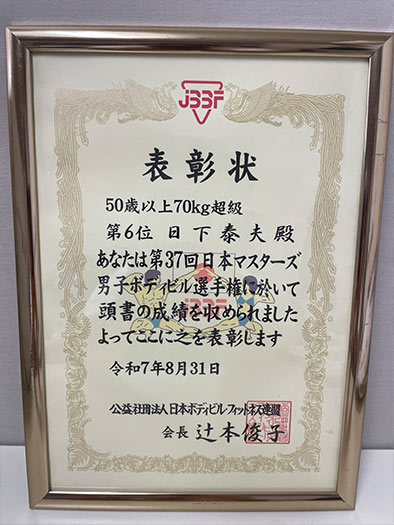 JBBF
表彰状
50歳以上70kg超級
第6位 日下泰夫殿
あなたは第37回日本マスターズ
男子ボディビル選手権に於いて
頭書の成績を収められました
よってここに之を表彰します
令和7年8月31日
公益社団法人日本ボディビル・フィットネス連盟
会長 辻本俊子